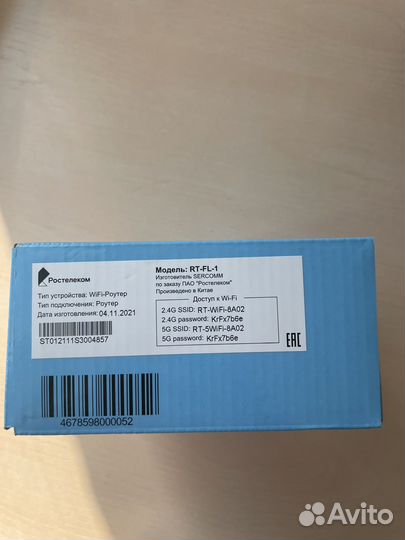 Ростелеком
Тип устройства: WiFi-Роутер
Тип подключения: Роутер
Дата изготовления: 04.11.2021
ST012111S3004857
Модель: RT-FL-1
Изготовитель SERCOMM
по заказу ПАО "Ростелеком"
Произведено в Китае
Доступ к Wi-Fi
2.4G SSID: RT-WiFi-8A02
2.4G password: KrFx7b6e
5G SSID: RT-5WiFi-8A02
5G password: KrFx7b6e
EAC
4678598000052
Avito